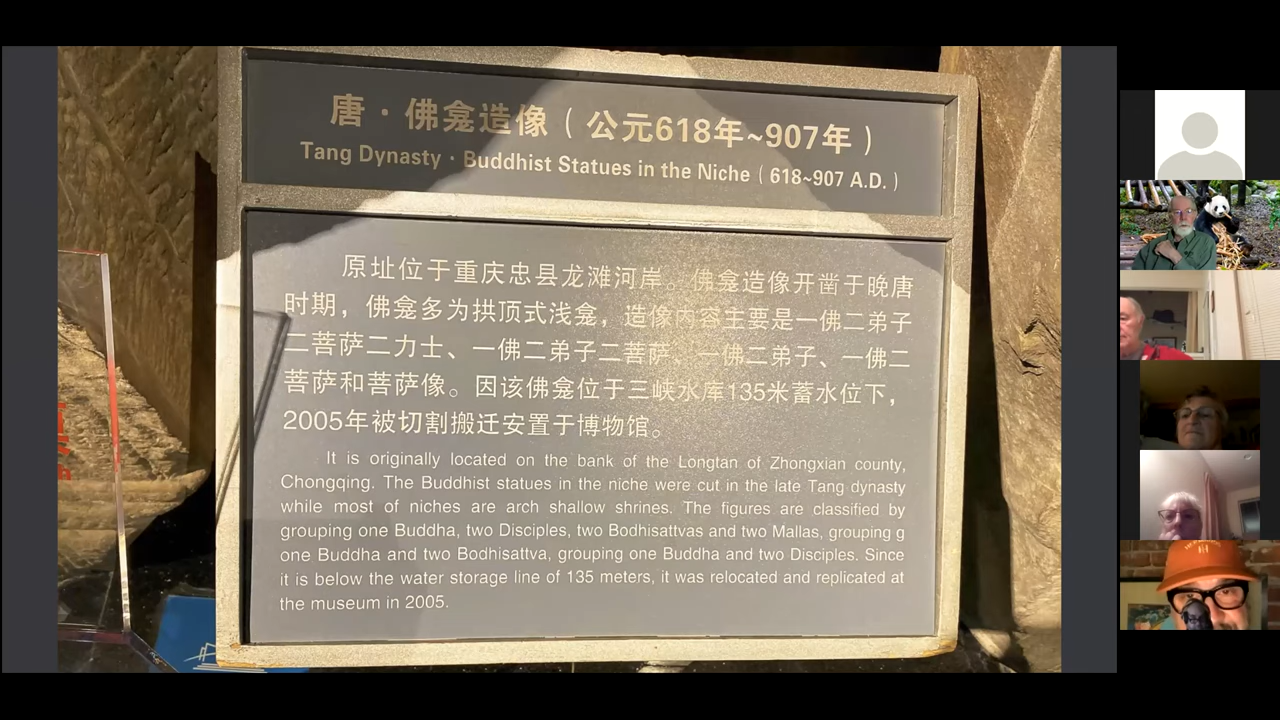 唐·佛龛造像（公元618年~907年）
Tang Dynasty · Buddhist Statues in the Niche (618~907 A.D.)
原址位于重庆忠县龙滩河岸。佛龛造像开凿于晚唐
时期，佛龛多为拱顶式浅龛，造像内容主要是一佛二弟子
二菩萨二力士、一佛二弟子二菩萨、一佛二弟子、一佛二
菩萨和菩萨像。因该佛龛位于三峡水库135米蓄水位下，
2005年被切割搬迁安置于博物馆。
It is originally located on the bank of the Longtan of Zhongxian county,
Chongqing. The Buddhist statues in the niche were cut in the late Tang dynasty
while most of niches are arch shallow shrines. The figures are classified by
grouping one Buddha, two Disciples, two Bodhisattvas and two Mallas, grouping g
one Buddha and two Bodhisattva, grouping one Buddha and two Disciples. Since
it is below the water storage line of 135 meters, it was relocated and replicated at
the museum in 2005.